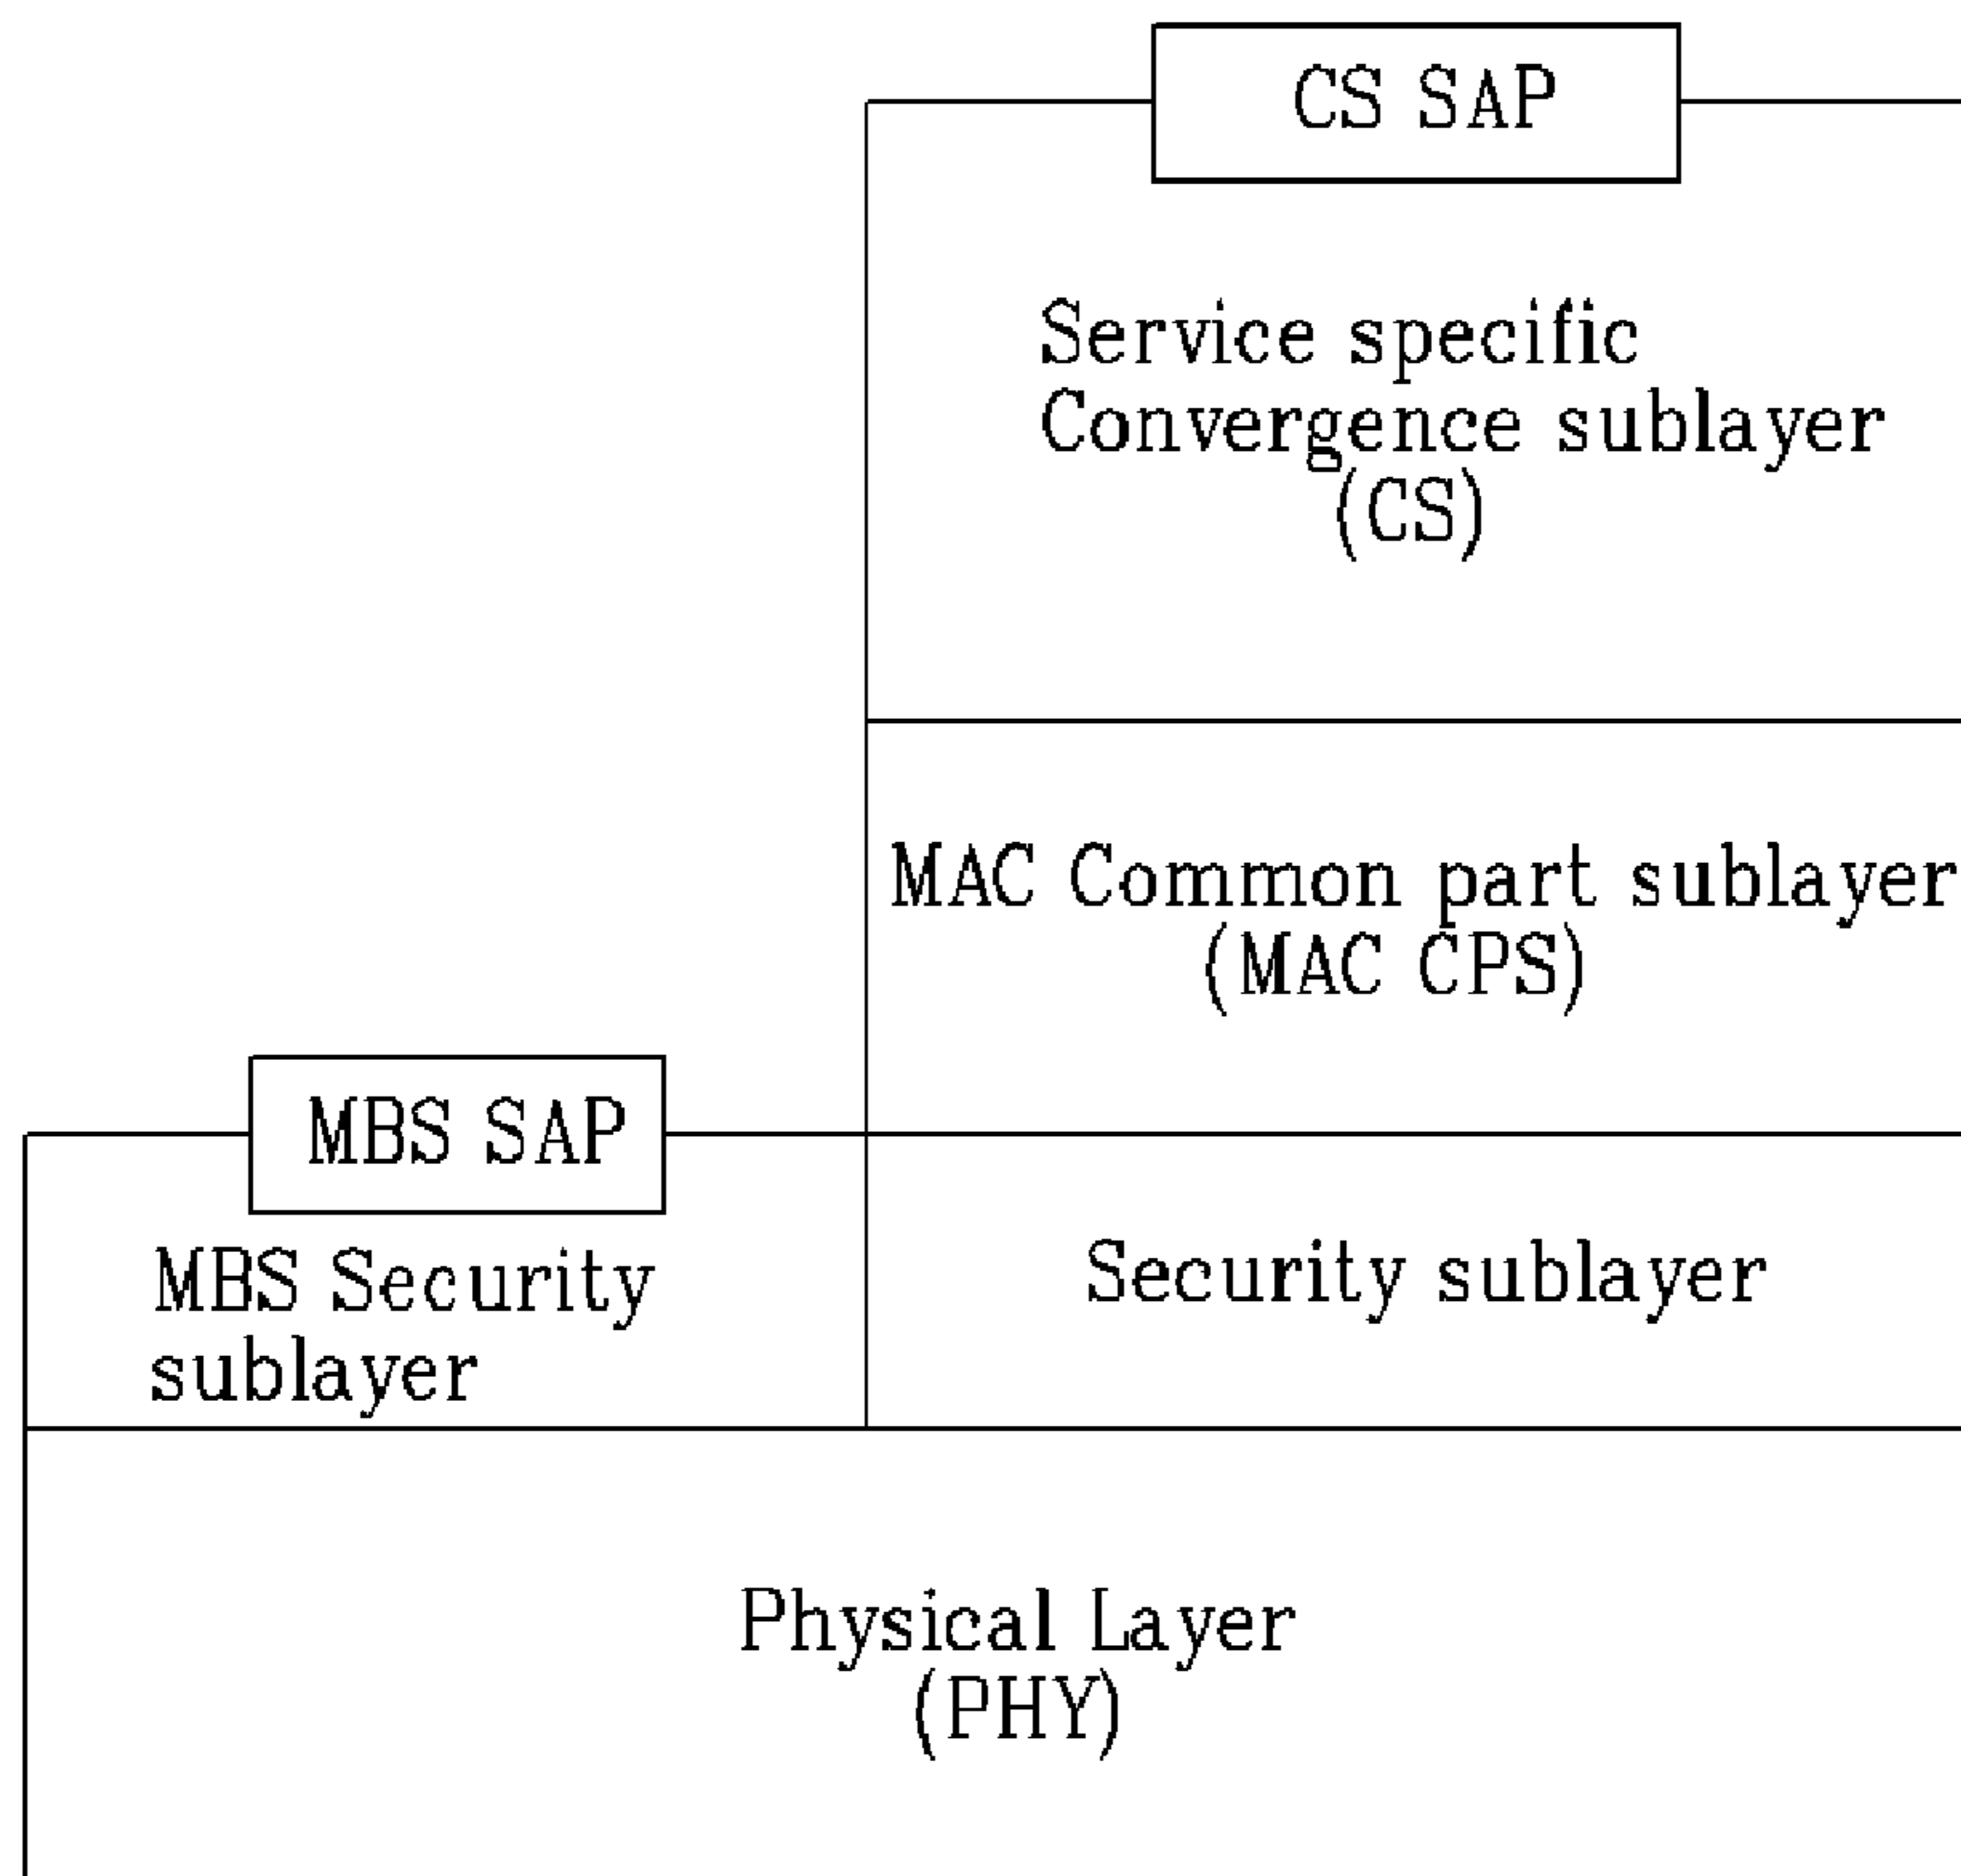 CS SAP
Service specific
Convergence sublayer
(CS)
MAC Common part sublayer
(MAC CPS)
MBS SAP
MBS Security
sublayer
Security sublayer
Physical Layer
(PHY)